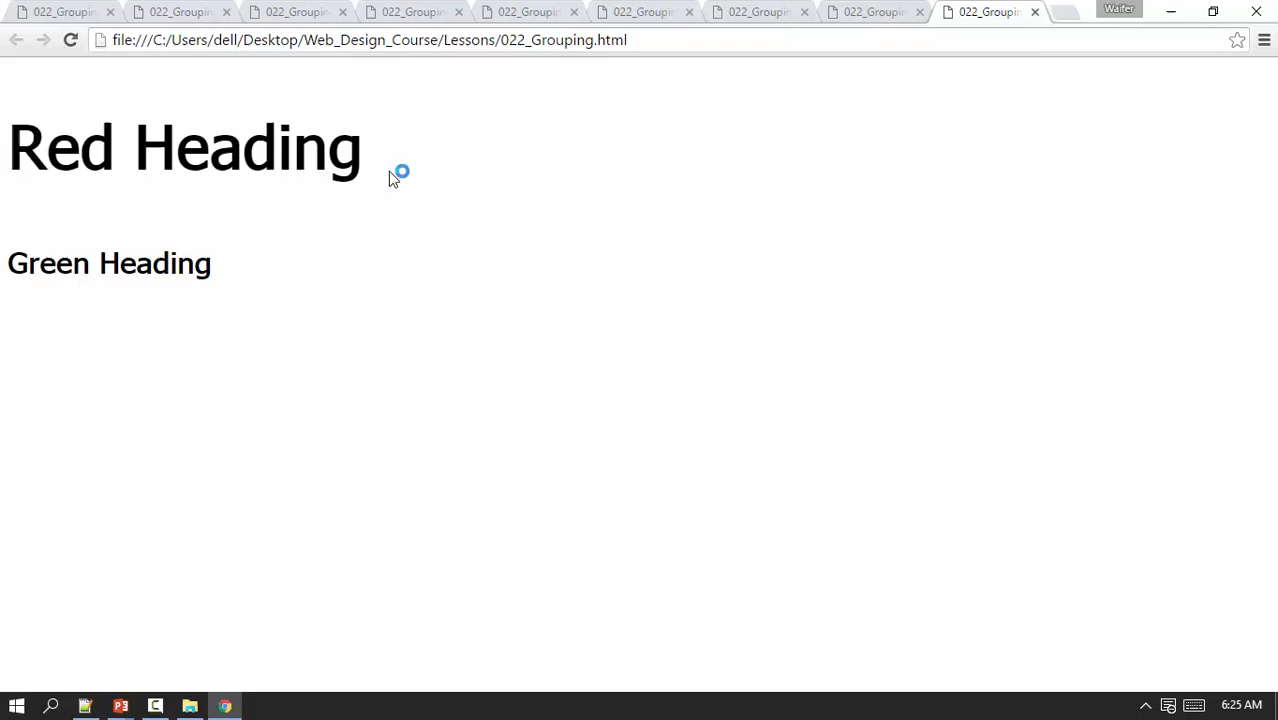 022_Groupin 022_Groupin 022_Groupin 022_Groupin 022_Groupin 022_Groupin 022_Groupin 022_Groupin 022_Groupin Waifer
file:///C:/Users/dell/Desktop/Web_Design_Course/Lessons/022_Grouping.html
Red Heading
Green Heading
6:25 AM